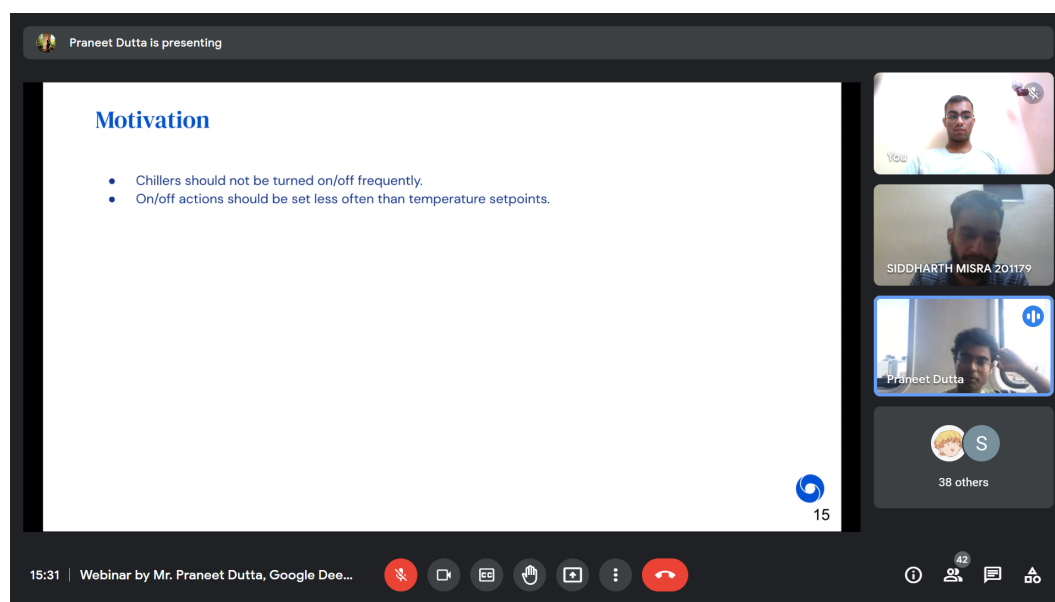 Praneet Dutta is presenting
Motivation
● Chillers should not be turned on/off frequently.
● On/off actions should be set less often than temperature setpoints.
15
You
SIDDHARTH MISRA 201179
Praneet Dutta
S
38 others
15:31 | Webinar by Mr. Praneet Dutta, Google Dee...
CC
42